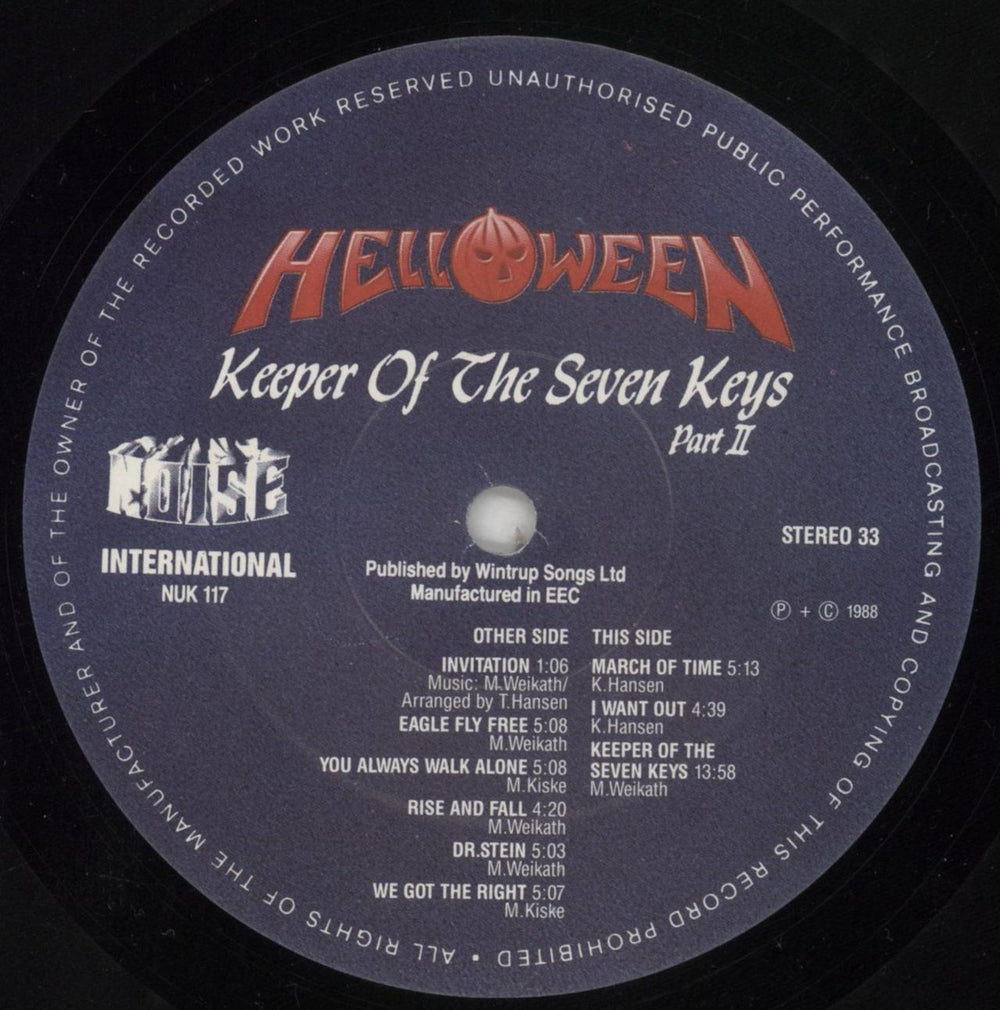 ALL RIGHTS OF THE MANUFACTURER AND OF THE OWNER OF THE RECORDED WORK RESERVED UNAUTHORISED PUBLIC PERFORMANCE BROADCASTING AND COPYING OF THIS RECORD PROHIBITED •
HELLOWEEN
Keeper Of The Seven Keys
Part II
NOISE
INTERNATIONAL
NUK 117
STEREO 33
Ⓟ + Ⓒ 1988
Published by Wintrup Songs Ltd
Manufactured in EEC
OTHER SIDE
INVITATION 1:06
Music: M.Weikath/
Arranged by T.Hansen
EAGLE FLY FREE 5:08
M.Weikath
YOU ALWAYS WALK ALONE 5:08
M.Kiske
RISE AND FALL 4:20
M.Weikath
DR.STEIN 5:03
M.Weikath
WE GOT THE RIGHT 5:07
M.Kiske
THIS SIDE
MARCH OF TIME 5:13
K.Hansen
I WANT OUT 4:39
K.Hansen
KEEPER OF THE
SEVEN KEYS 13:58
M.Weikath